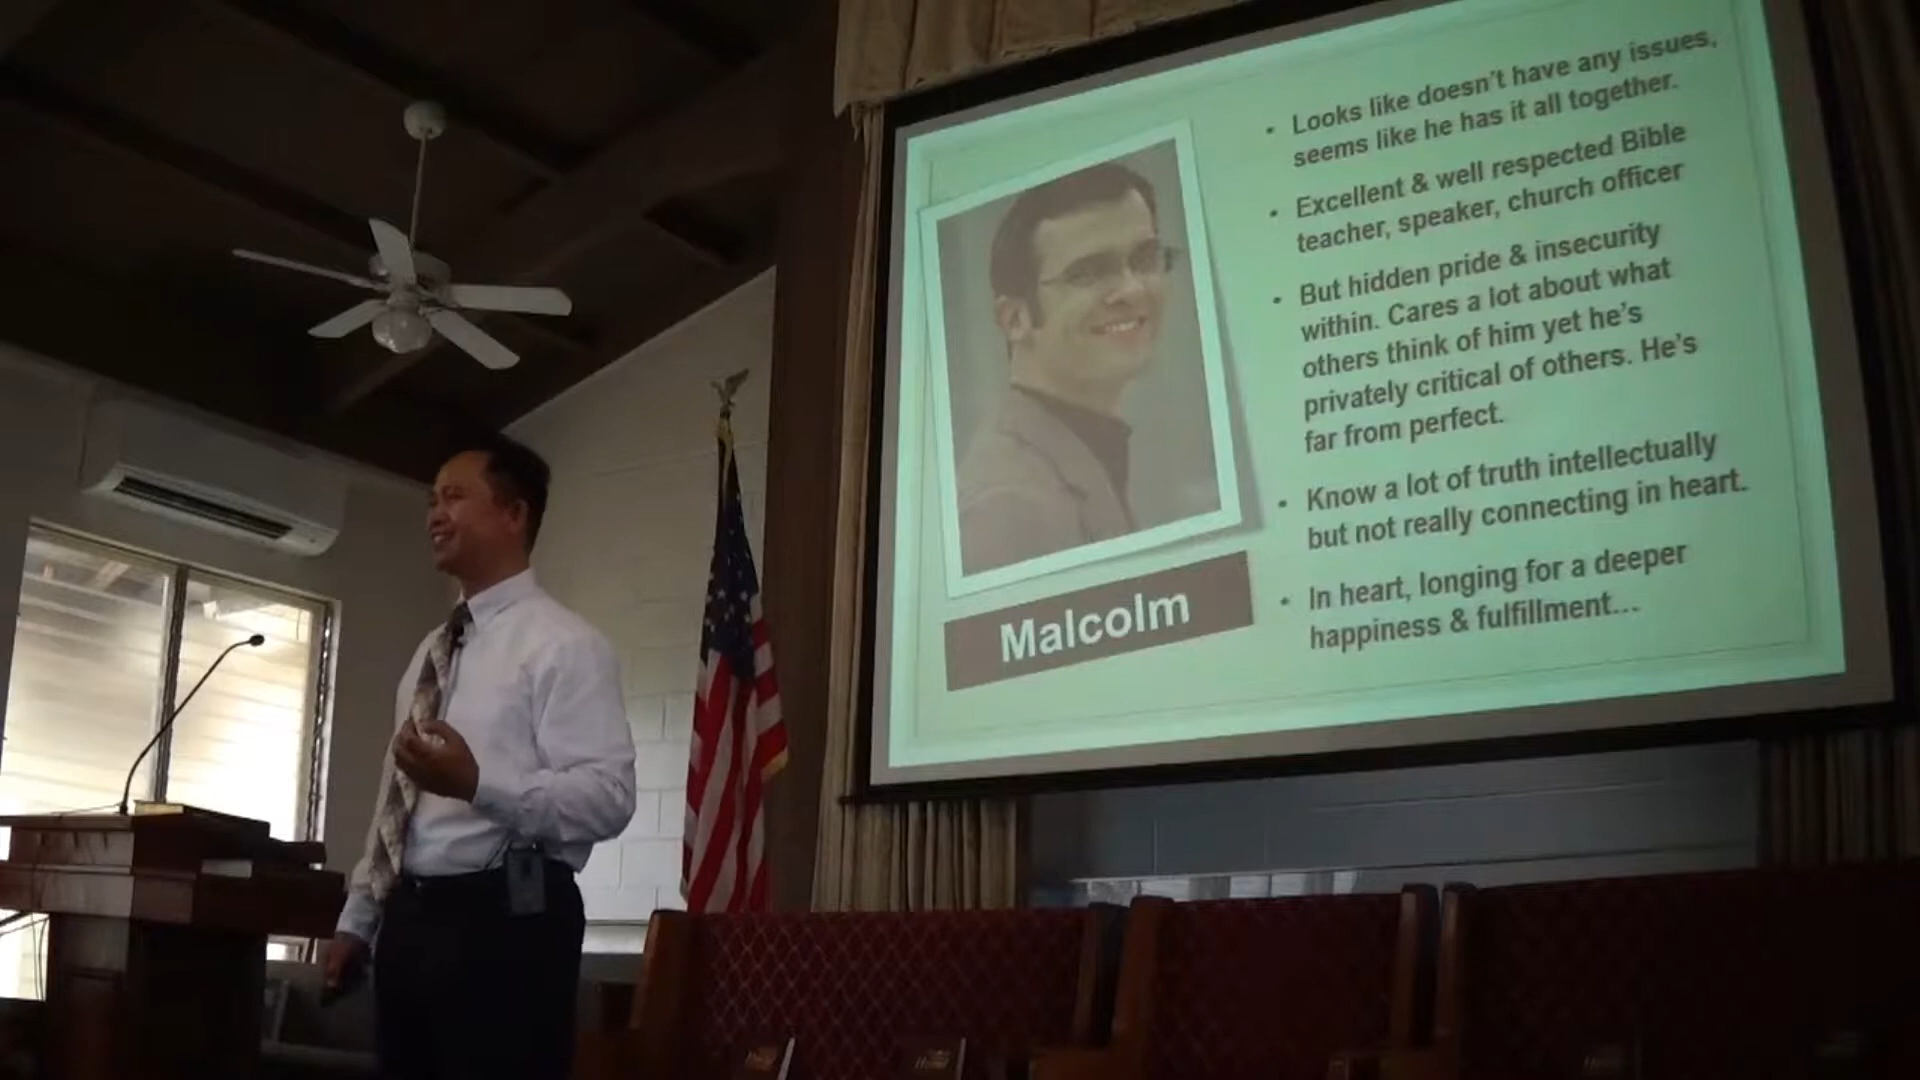 • Looks like doesn't have any issues,
seems like he has it all together.
• Excellent & well respected Bible
teacher, speaker, church officer
• But hidden pride & insecurity
within. Cares a lot about what
others think of him yet he's
privately critical of others. He's
far from perfect.
• Know a lot of truth intellectually
but not really connecting in heart.
• In heart, longing for a deeper
happiness & fulfillment...
Malcolm